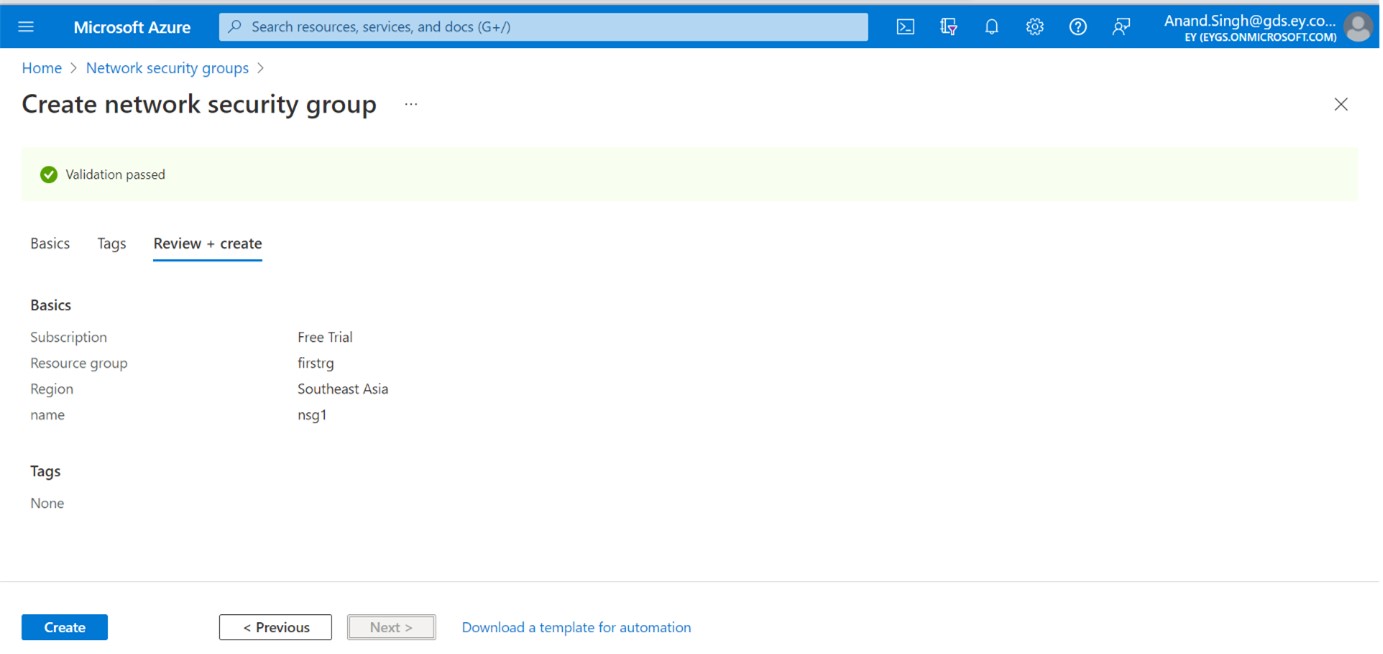 Microsoft Azure
Search resources, services, and docs (G+/)
Anand.Singh@gds.ey.co...
EY (EYGS.ONMICROSOFT.COM)
Home > Network security groups >
Create network security group ...
Validation passed
Basics Tags Review + create
Basics
Subscription Free Trial
Resource group firstrg
Region Southeast Asia
name nsg1
Tags
None
Create < Previous Next > Download a template for automation